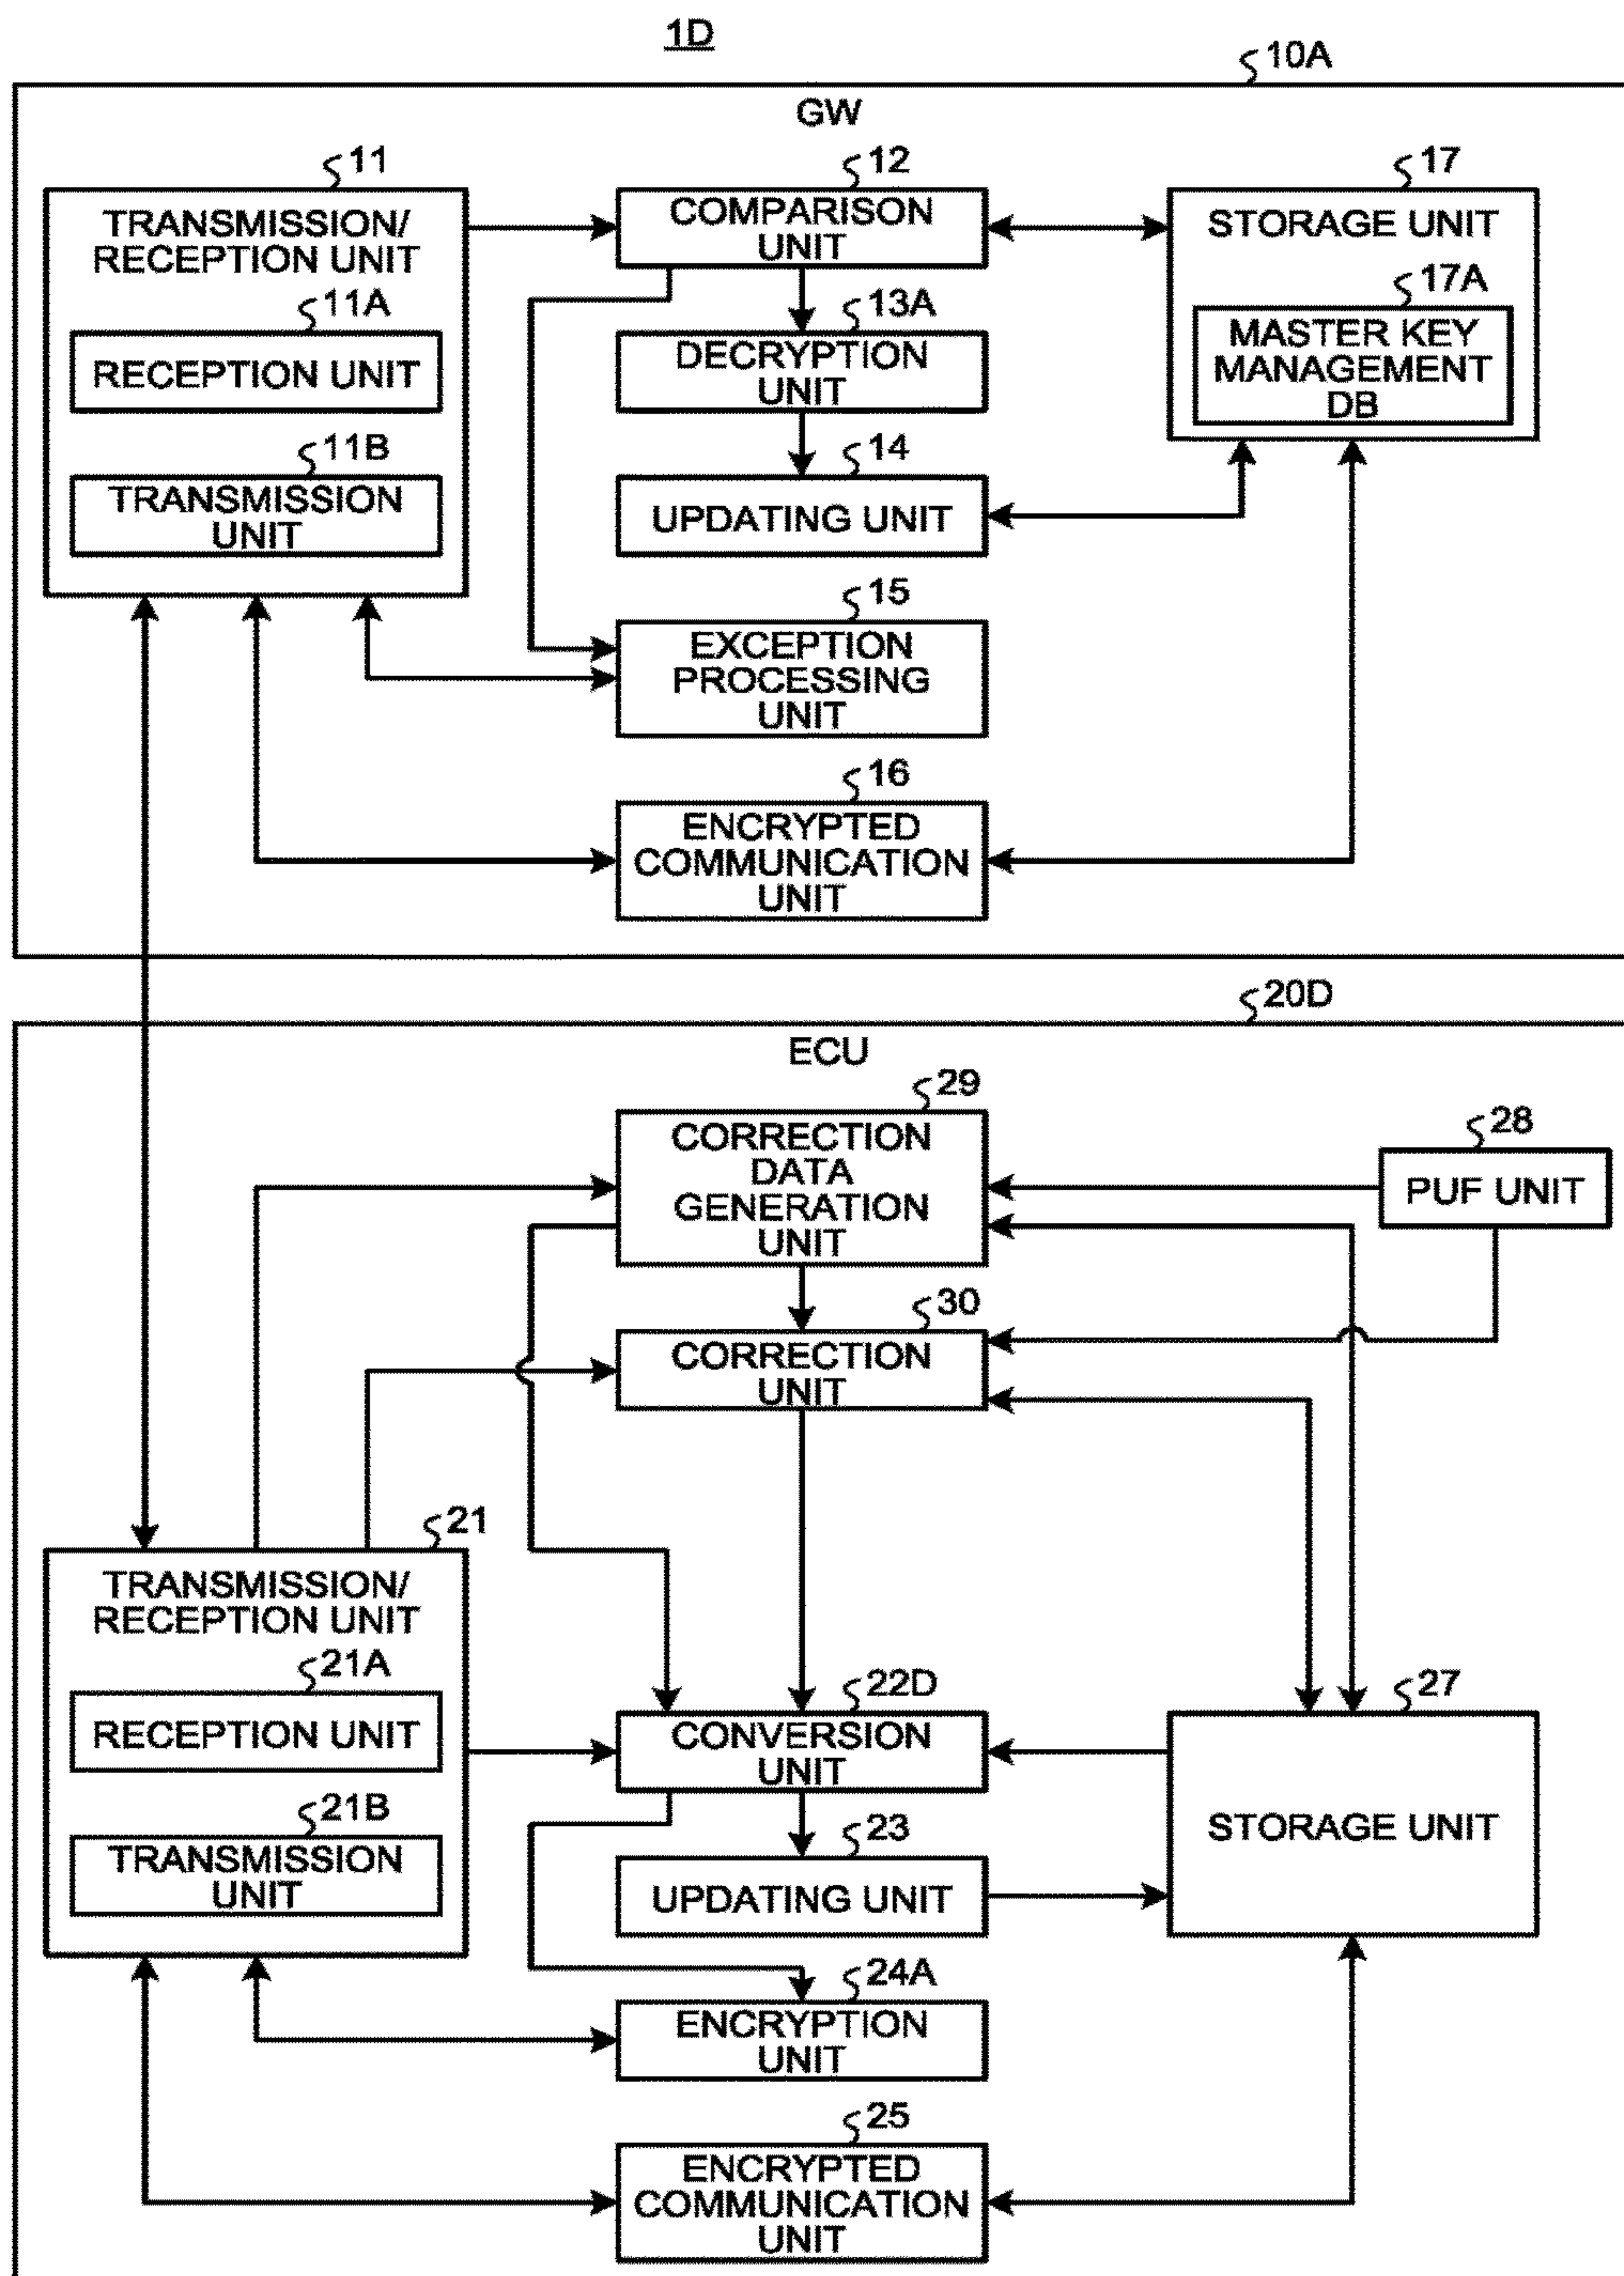 1D
10A
GW
11
TRANSMISSION/
RECEPTION UNIT
11A
RECEPTION UNIT
11B
TRANSMISSION
UNIT
12
COMPARISON
UNIT
13A
DECRYPTION
UNIT
14
UPDATING UNIT
15
EXCEPTION
PROCESSING
UNIT
16
ENCRYPTED
COMMUNICATION
UNIT
17
STORAGE UNIT
17A
MASTER KEY
MANAGEMENT
DB
20D
ECU
29
CORRECTION
DATA
GENERATION
UNIT
28
PUF UNIT
30
CORRECTION
UNIT
21
TRANSMISSION/
RECEPTION UNIT
21A
RECEPTION UNIT
21B
TRANSMISSION
UNIT
22D
CONVERSION
UNIT
23
UPDATING UNIT
24A
ENCRYPTION
UNIT
25
ENCRYPTED
COMMUNICATION
UNIT
27
STORAGE UNIT